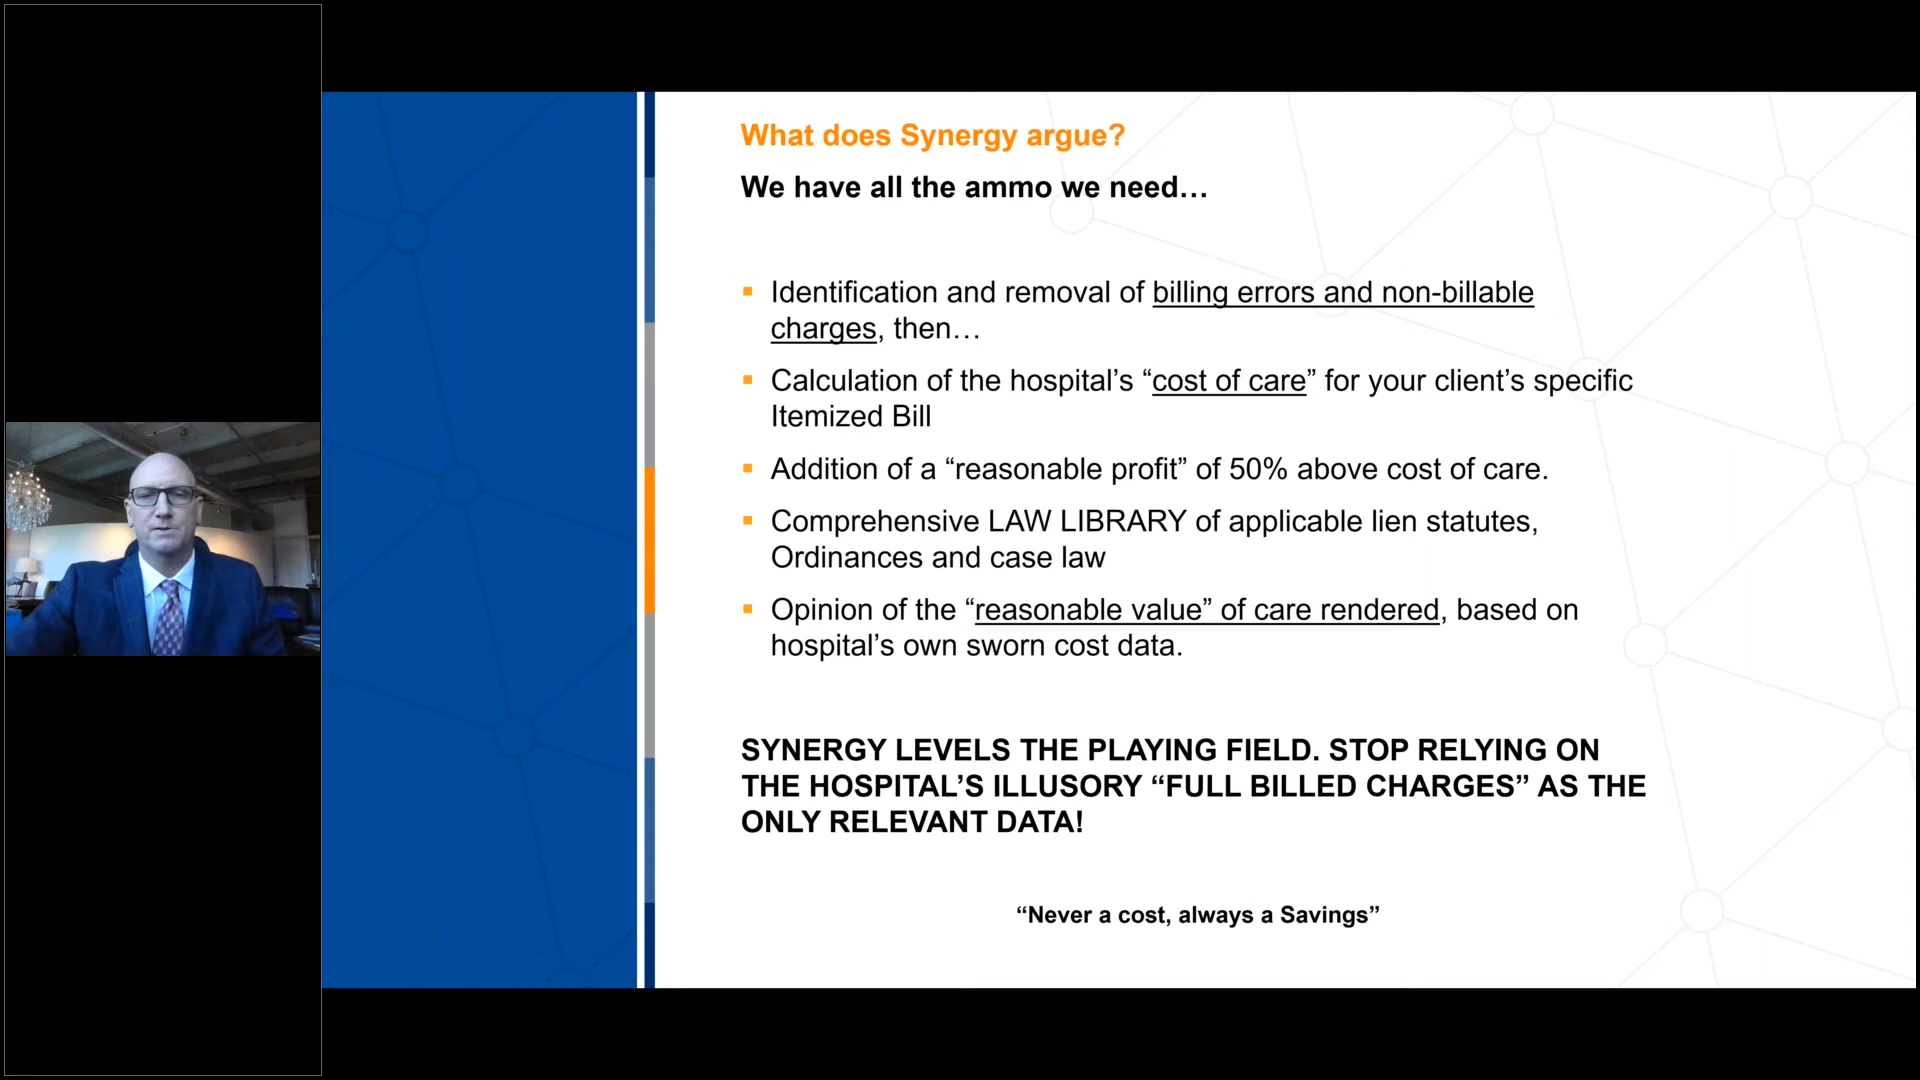 What does Synergy argue?
We have all the ammo we need…
▪ Identification and removal of billing errors and non-billable
charges, then…
▪ Calculation of the hospital’s “cost of care” for your client’s specific
Itemized Bill
▪ Addition of a “reasonable profit” of 50% above cost of care.
▪ Comprehensive LAW LIBRARY of applicable lien statutes,
Ordinances and case law
▪ Opinion of the “reasonable value” of care rendered, based on
hospital’s own sworn cost data.
SYNERGY LEVELS THE PLAYING FIELD. STOP RELYING ON
THE HOSPITAL’S ILLUSORY “FULL BILLED CHARGES” AS THE
ONLY RELEVANT DATA!
“Never a cost, always a Savings”